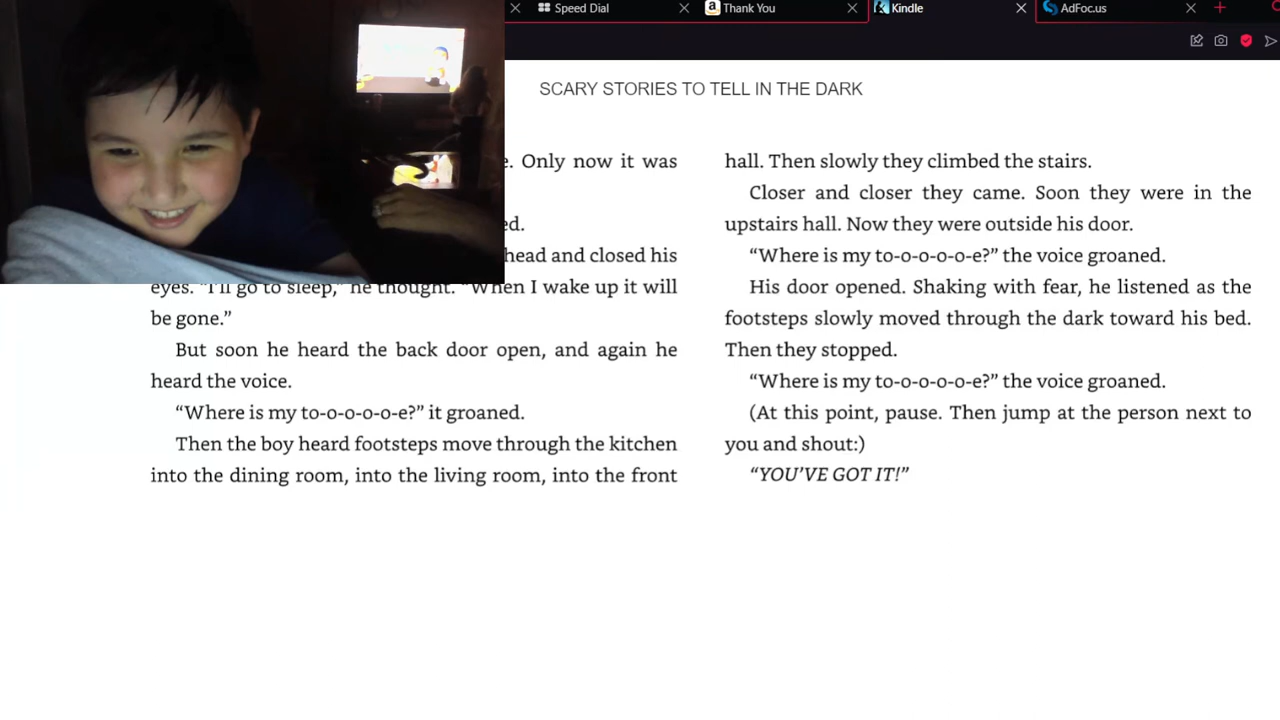 Speed Dial
Thank You
Kindle
AdFoc.us
SCARY STORIES TO TELL IN THE DARK
e. Only now it was
ed.
head and closed his
eyes. “I’ll go to sleep,” he thought. “When I wake up it will
be gone.”
But soon he heard the back door open, and again he
heard the voice.
“Where is my to-o-o-o-o-e?” it groaned.
Then the boy heard footsteps move through the kitchen
into the dining room, into the living room, into the front
hall. Then slowly they climbed the stairs.
Closer and closer they came. Soon they were in the
upstairs hall. Now they were outside his door.
“Where is my to-o-o-o-o-e?” the voice groaned.
His door opened. Shaking with fear, he listened as the
footsteps slowly moved through the dark toward his bed.
Then they stopped.
“Where is my to-o-o-o-o-e?” the voice groaned.
(At this point, pause. Then jump at the person next to
you and shout:)
“YOU’VE GOT IT!”